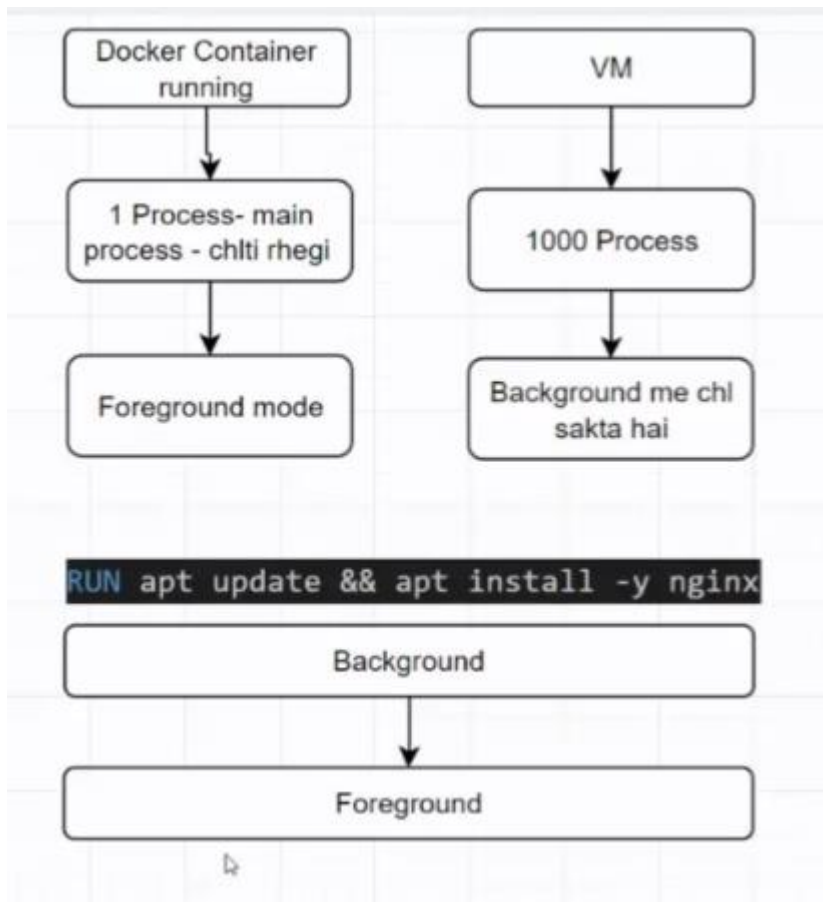 Docker Container
running
VM
1 Process- main
process - chlti rhegi
1000 Process
Foreground mode
Background me chl
sakta hai
RUN apt update && apt install -y nginx
Background
Foreground